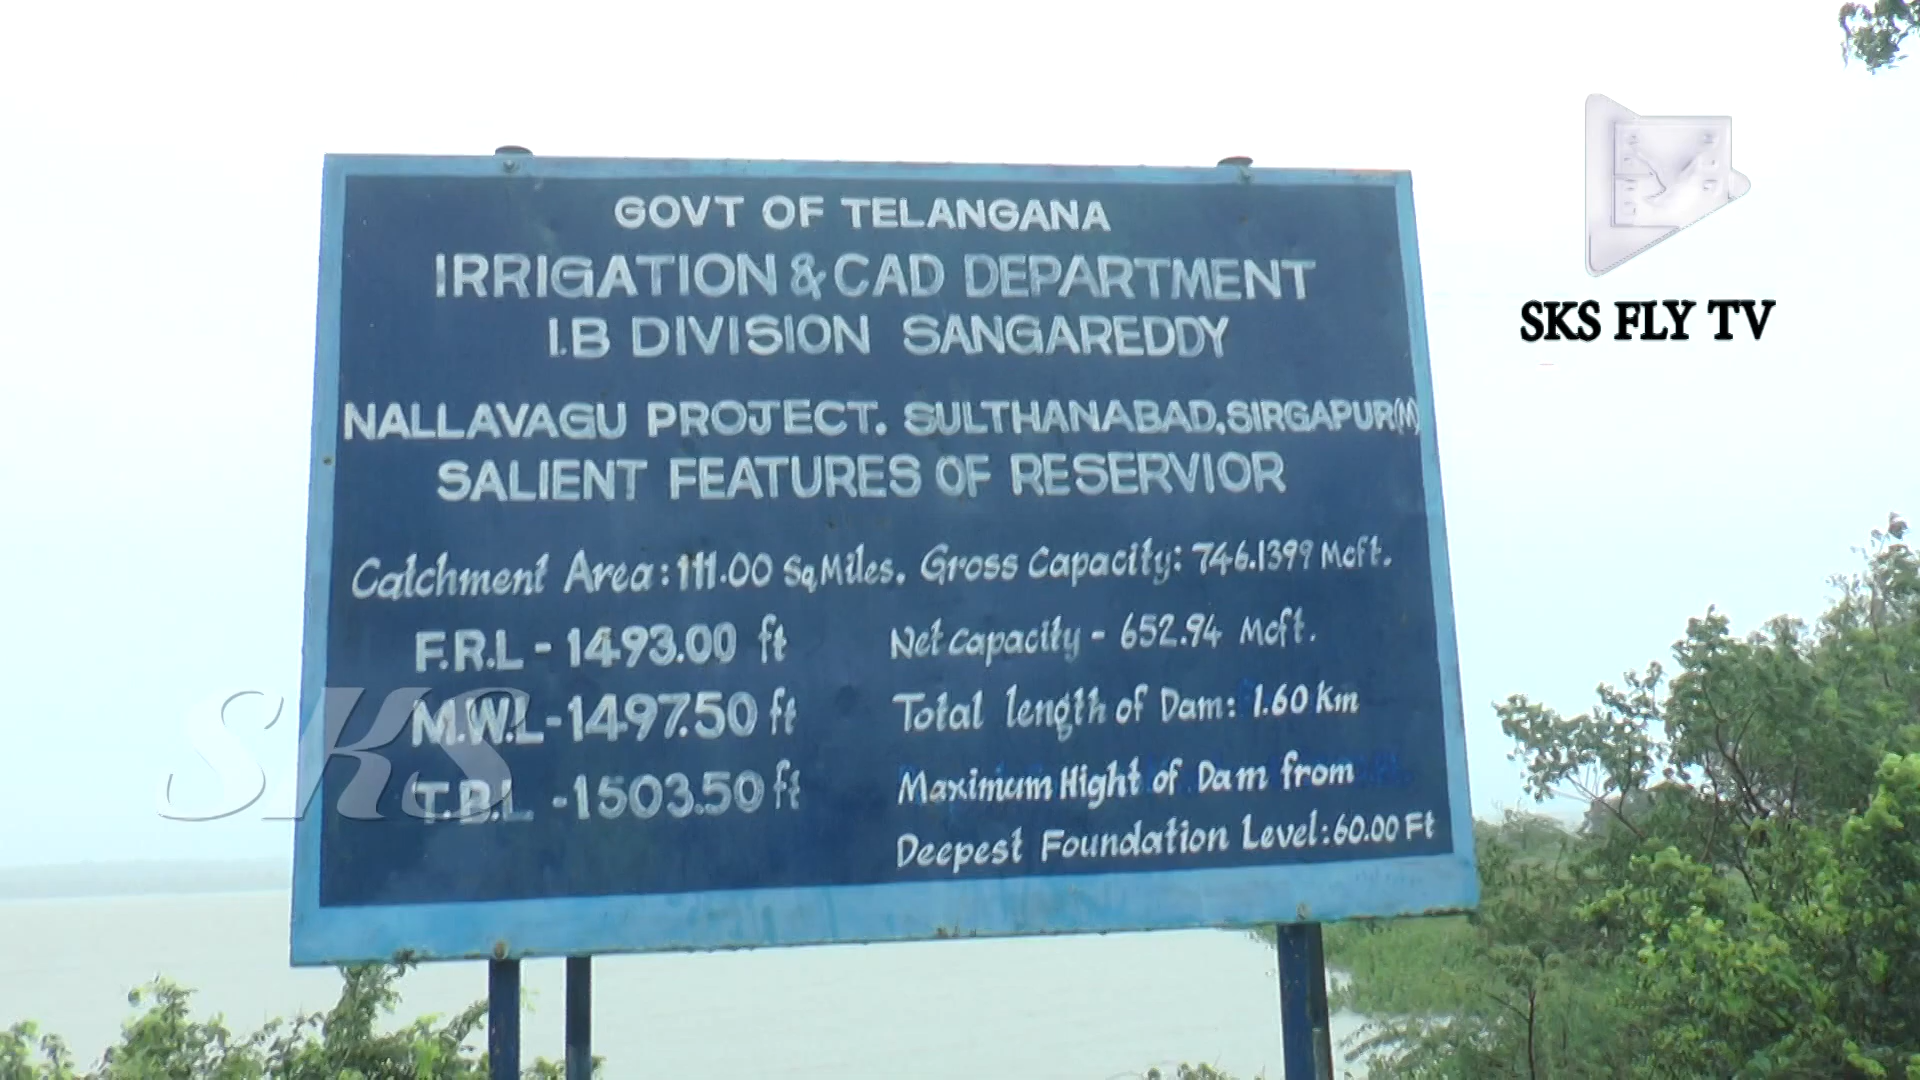 GOVT OF TELANGANA
IRRIGATION & CAD DEPARTMENT
I.B DIVISION SANGAREDDY
NALLAVAGU PROJECT. SULTHANABAD,SIRGAPUR(M)
SALIENT FEATURES OF RESERVIOR
Catchment Area:111.00 Sq Miles. Gross Capacity: 746.1399 Mcft.
F.R.L - 1493.00 ft
Net capacity - 652.94 Mcft.
M.W.L - 1497.50 ft
Total length of Dam: 1.60 km
T.B.L - 1503.50 ft
Maximum Hight of Dam from
Deepest Foundation Level:60.00 Ft
SKS FLY TV
SKS